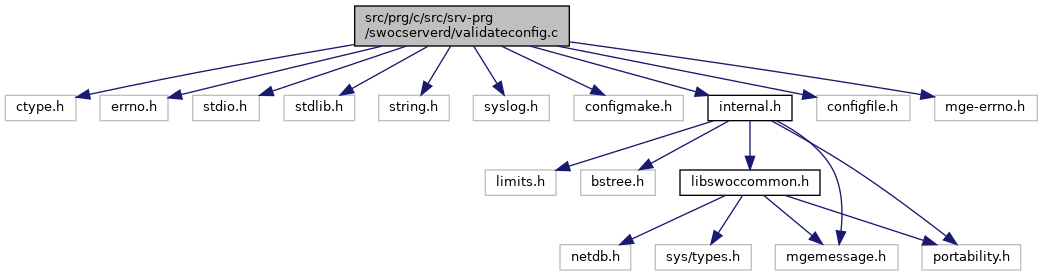 src/prg/c/src/srv-prg
/swocserverd/validateconfig.c
ctype.h
errno.h
stdio.h
stdlib.h
string.h
syslog.h
configmake.h
internal.h
configfile.h
mge-errno.h
limits.h
bstree.h
libswoccommon.h
netdb.h
sys/types.h
mgemessage.h
portability.h